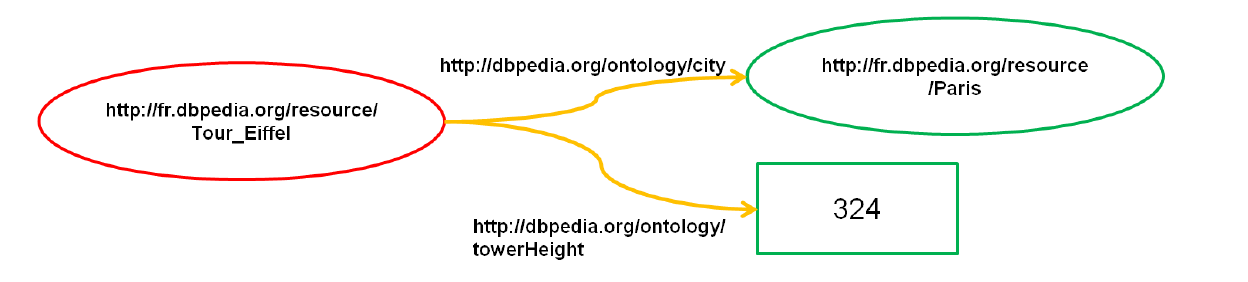 http://dbpedia.org/ontology/city
http://fr.dbpedia.org/resource
/Paris
http://fr.dbpedia.org/resource/
Tour_Eiffel
324
http://dbpedia.org/ontology/
towerHeight